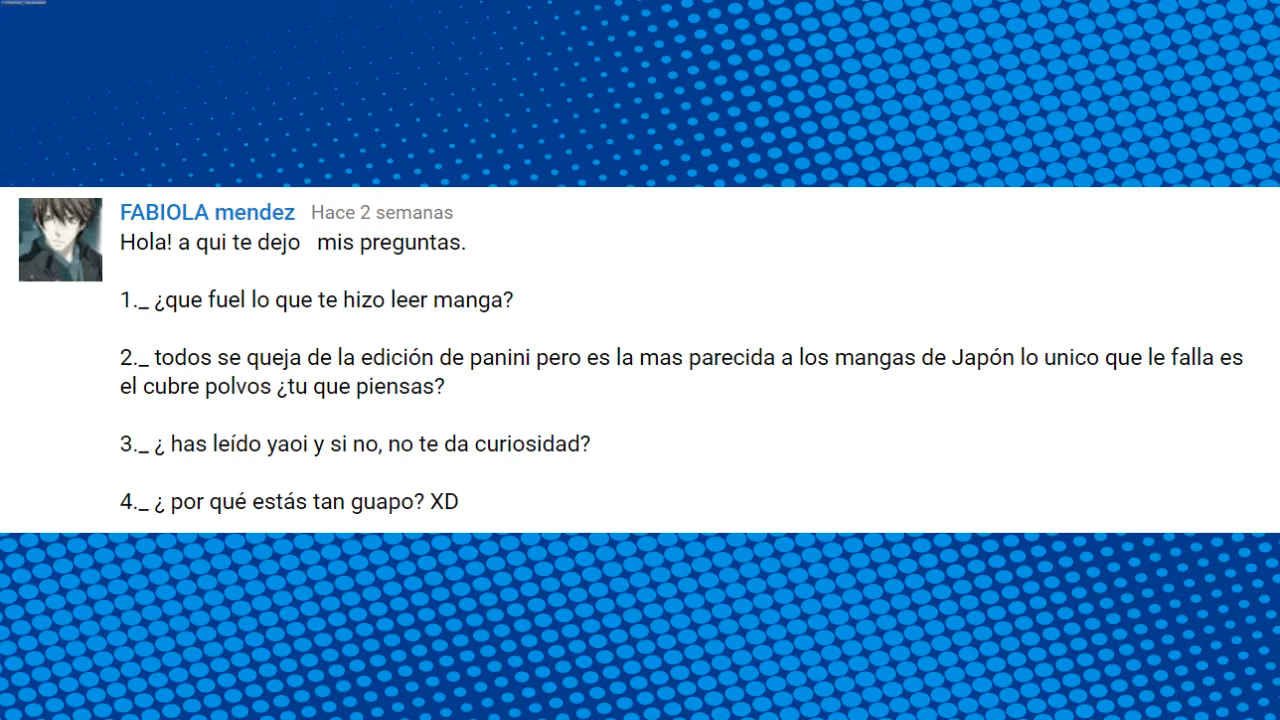 FABIOLA mendez Hace 2 semanas
Hola! a qui te dejo mis preguntas.
1._ ¿que fuel lo que te hizo leer manga?
2._ todos se queja de la edición de panini pero es la mas parecida a los mangas de Japón lo unico que le falla es
el cubre polvos ¿tu que piensas?
3._ ¿ has leído yaoi y si no, no te da curiosidad?
4._ ¿ por qué estás tan guapo? XD